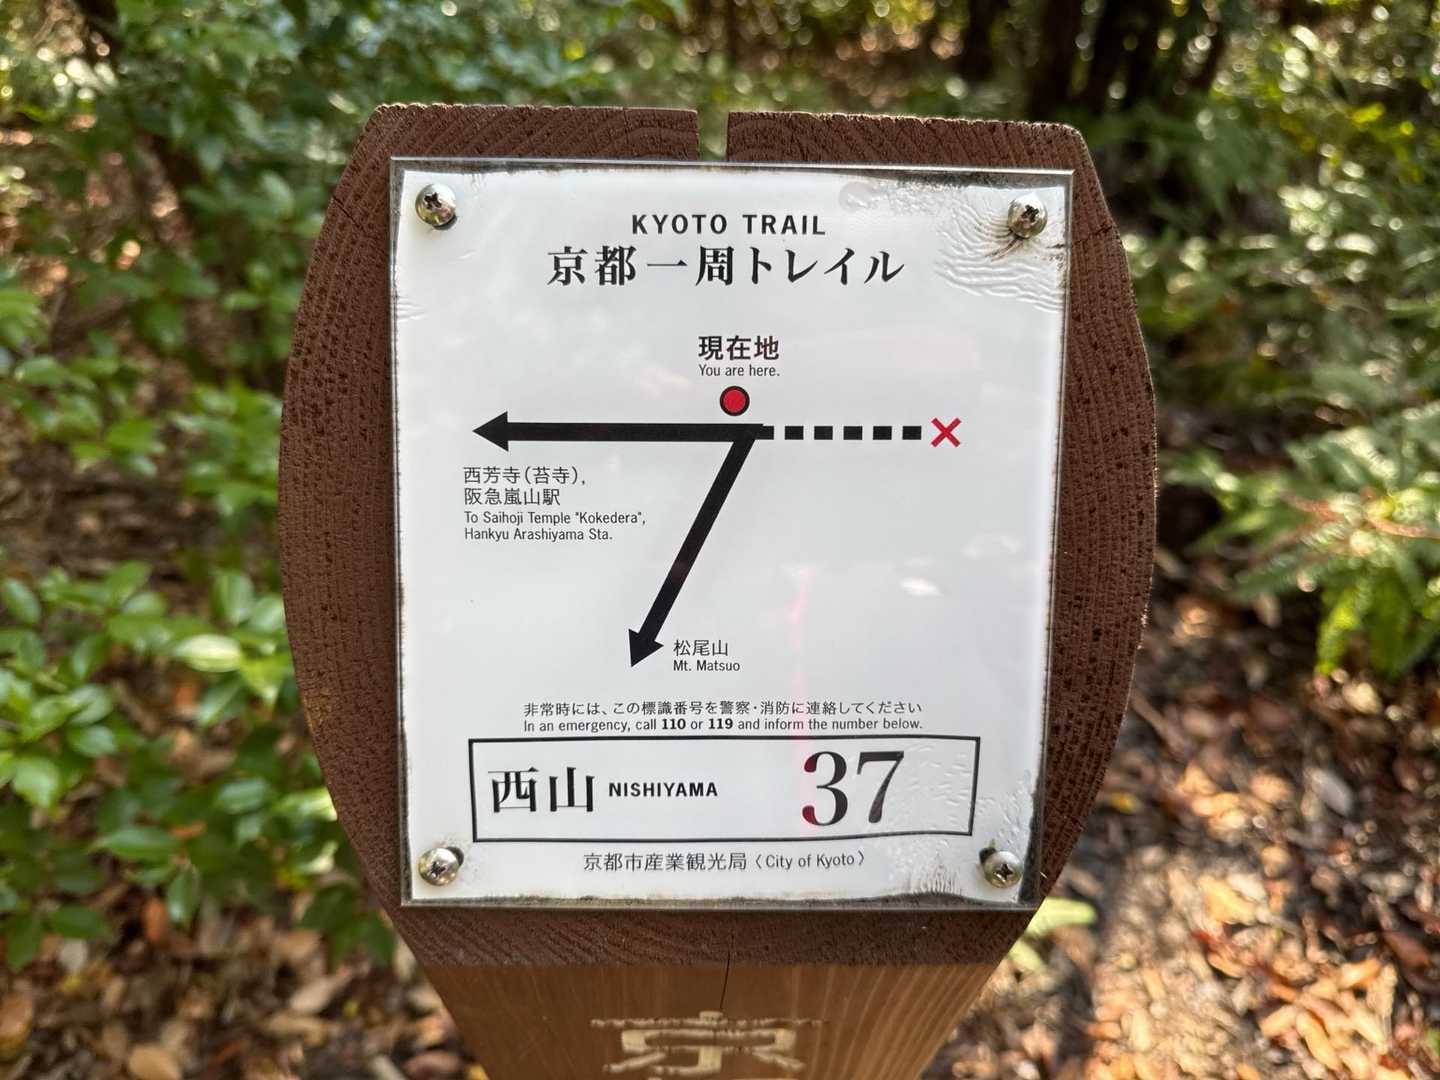 KYOTO TRAIL
京都一周トレイル
現在地
You are here.
西芳寺(苔寺),
阪急嵐山駅
To Saihoji Temple "Kokedera",
Hankyu Arashiyama Sta.
松尾山
Mt. Matsuo
非常時には、この標識番号を警察・消防に連絡してください
In an emergency, call 110 or 119 and inform the number below.
西山 NISHIYAMA 37
京都市産業観光局〈City of Kyoto〉
京